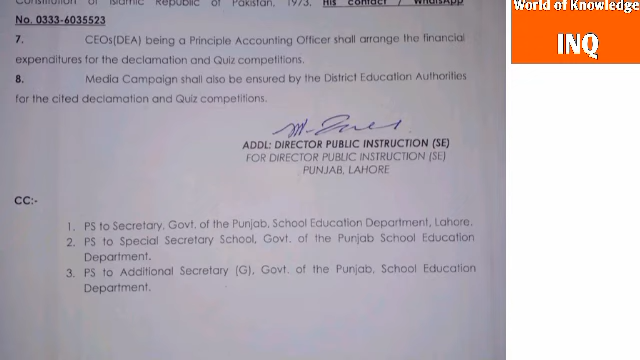 Constitution of Islamic Republic of Pakistan, 1973. His contact / WhatsApp
No. 0333-6035523
7. CEOs(DEA) being a Principle Accounting Officer shall arrange the financial
expenditures for the declamation and Quiz competitions.
8. Media Campaign shall also be ensured by the District Education Authorities
for the cited declamation and Quiz competitions.
ADDL: DIRECTOR PUBLIC INSTRUCTION (SE)
FOR DIRECTOR PUBLIC INSTRUCTION (SE)
PUNJAB, LAHORE
CC:-
1. PS to Secretary, Govt. of the Punjab, School Education Department, Lahore.
2. PS to Special Secretary School, Govt. of the Punjab School Education
Department.
3. PS to Additional Secretary (G), Govt. of the Punjab, School Education
Department.
World of Knowledge
INQ